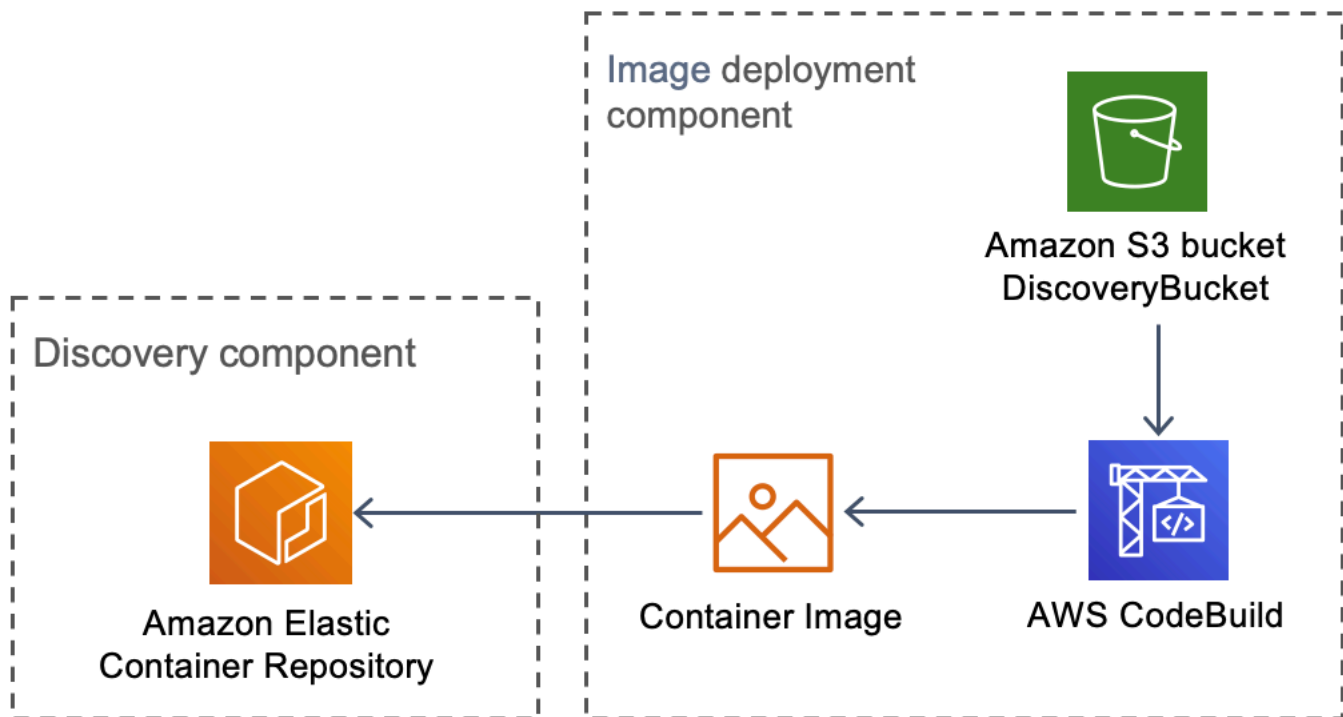 Image deployment
component
Amazon S3 bucket
DiscoveryBucket
Discovery component
Amazon Elastic
Container Repository
Container Image
AWS CodeBuild
</>